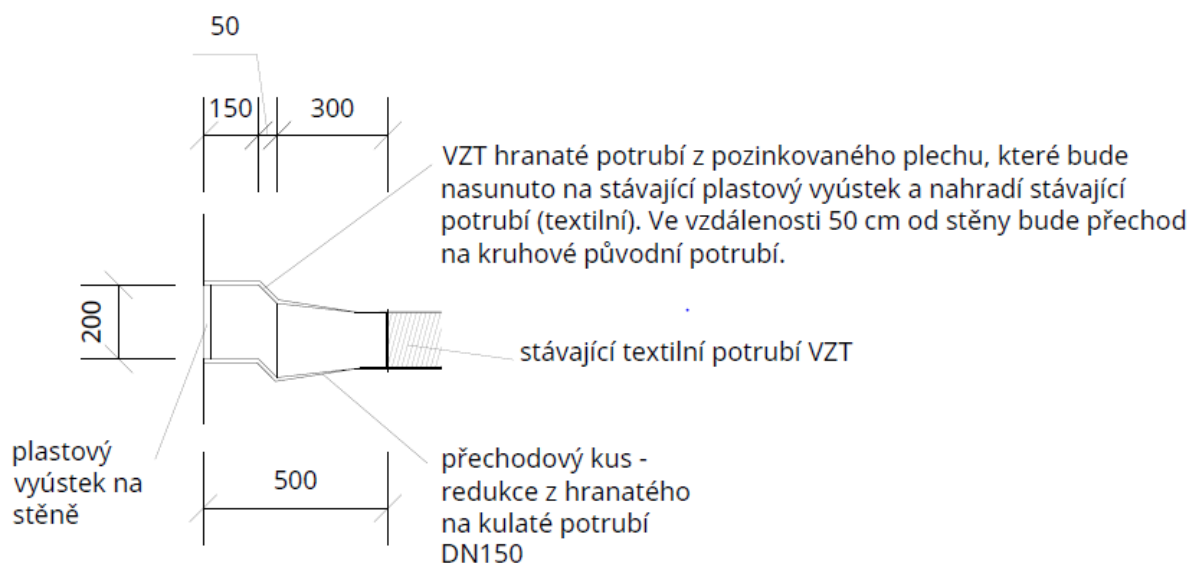 50
150
300
VZT hranaté potrubí z pozinkovaného plechu, které bude
nasunuto na stávající plastový vyústek a nahradí stávající
potrubí (textilní). Ve vzdálenosti 50 cm od stěny bude přechod
na kruhové původní potrubí.
200
stávající textilní potrubí VZT
plastový
vyústek na
stěně
500
přechodový kus -
redukce z hranatého
na kulaté potrubí
DN150